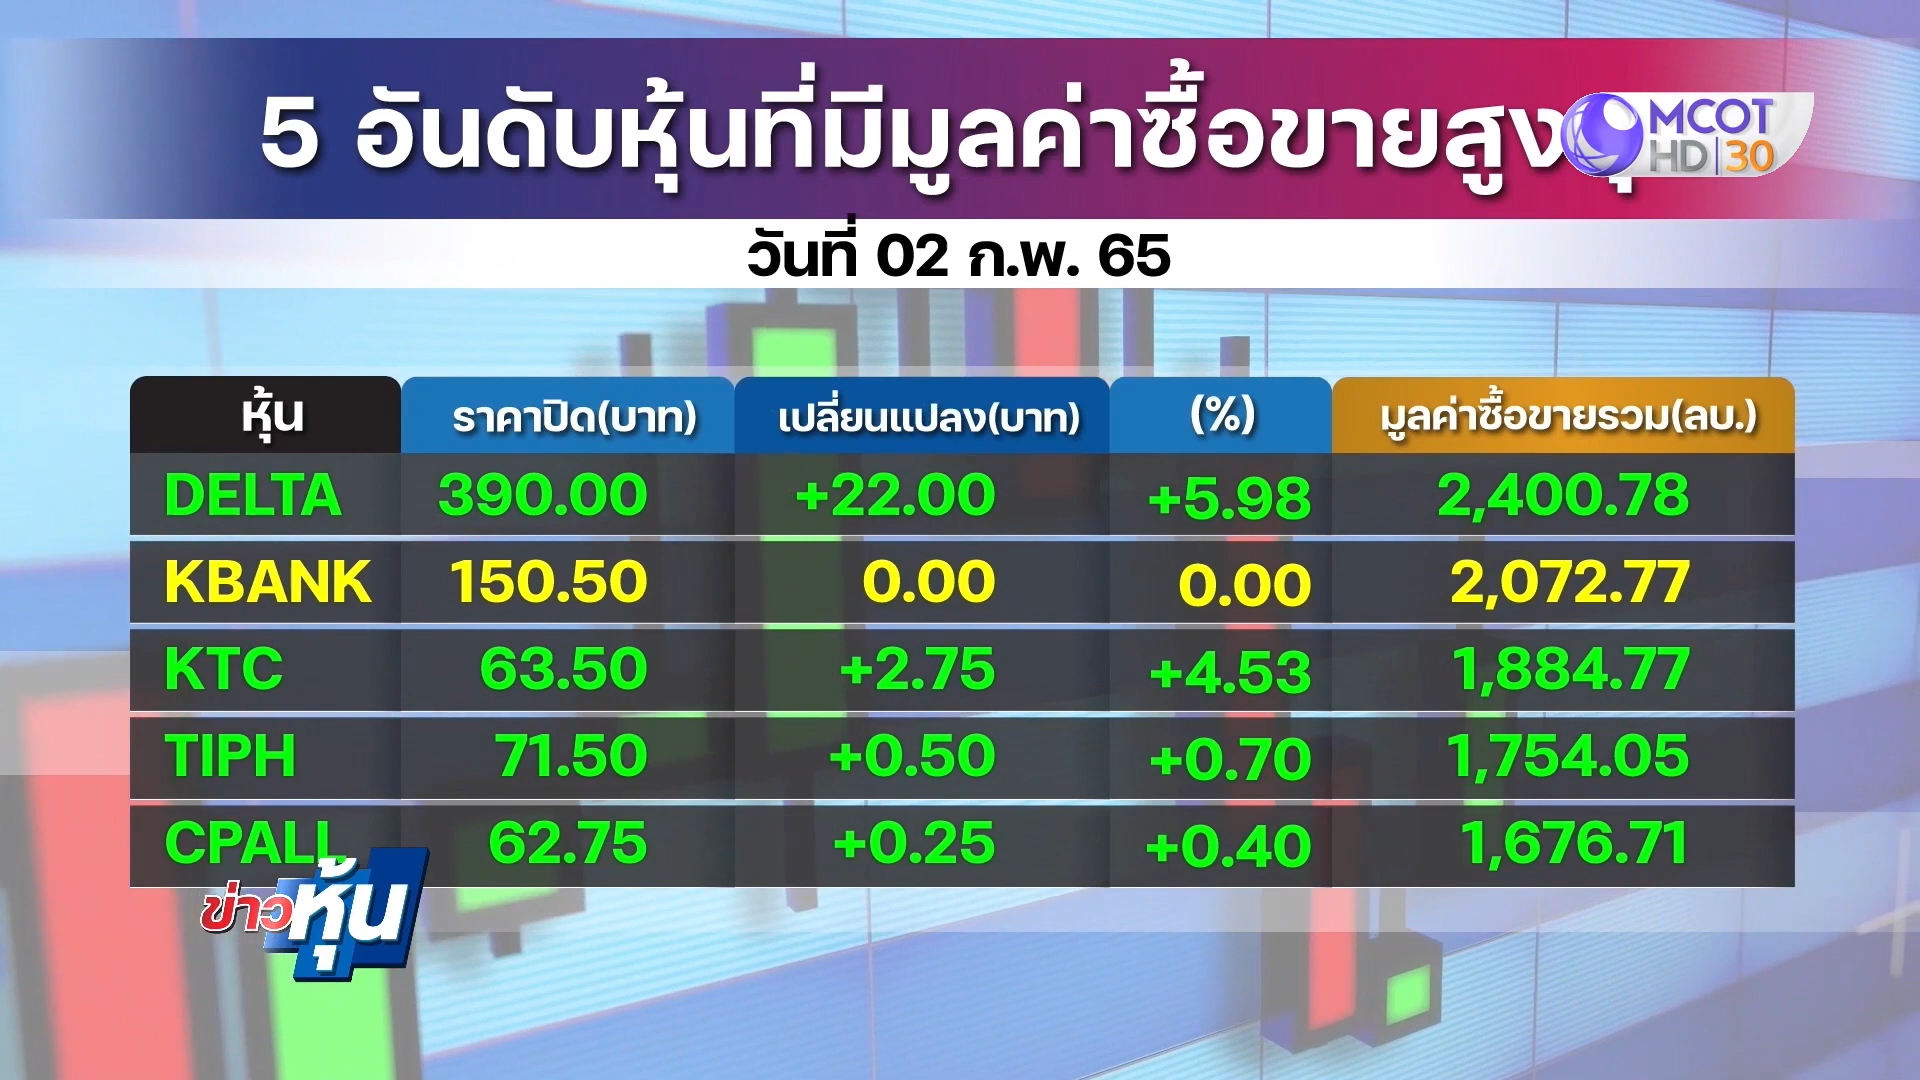 5 อันดับหุ้นที่มีมูลค่าซื้อขาย
MCOT
HD 30
วันที่ 02 ก.พ. 65
หุ้น ราคาปิด(บาท) เปลี่ยนแปลง(บาท) (%) มูลค่าซื้อขายรวม(ลบ.)
DELTA 390.00 +22.00 +5.98 2,400.78
KBANK 150.50 0.00 0.00 2,072.77
KTC 63.50 +2.75 +4.53 1,884.77
TIPH 71.50 +0.50 +0.70 1,754.05
CPALL 62.75 +0.25 +0.40 1,676.71
ข่าวหุ้น